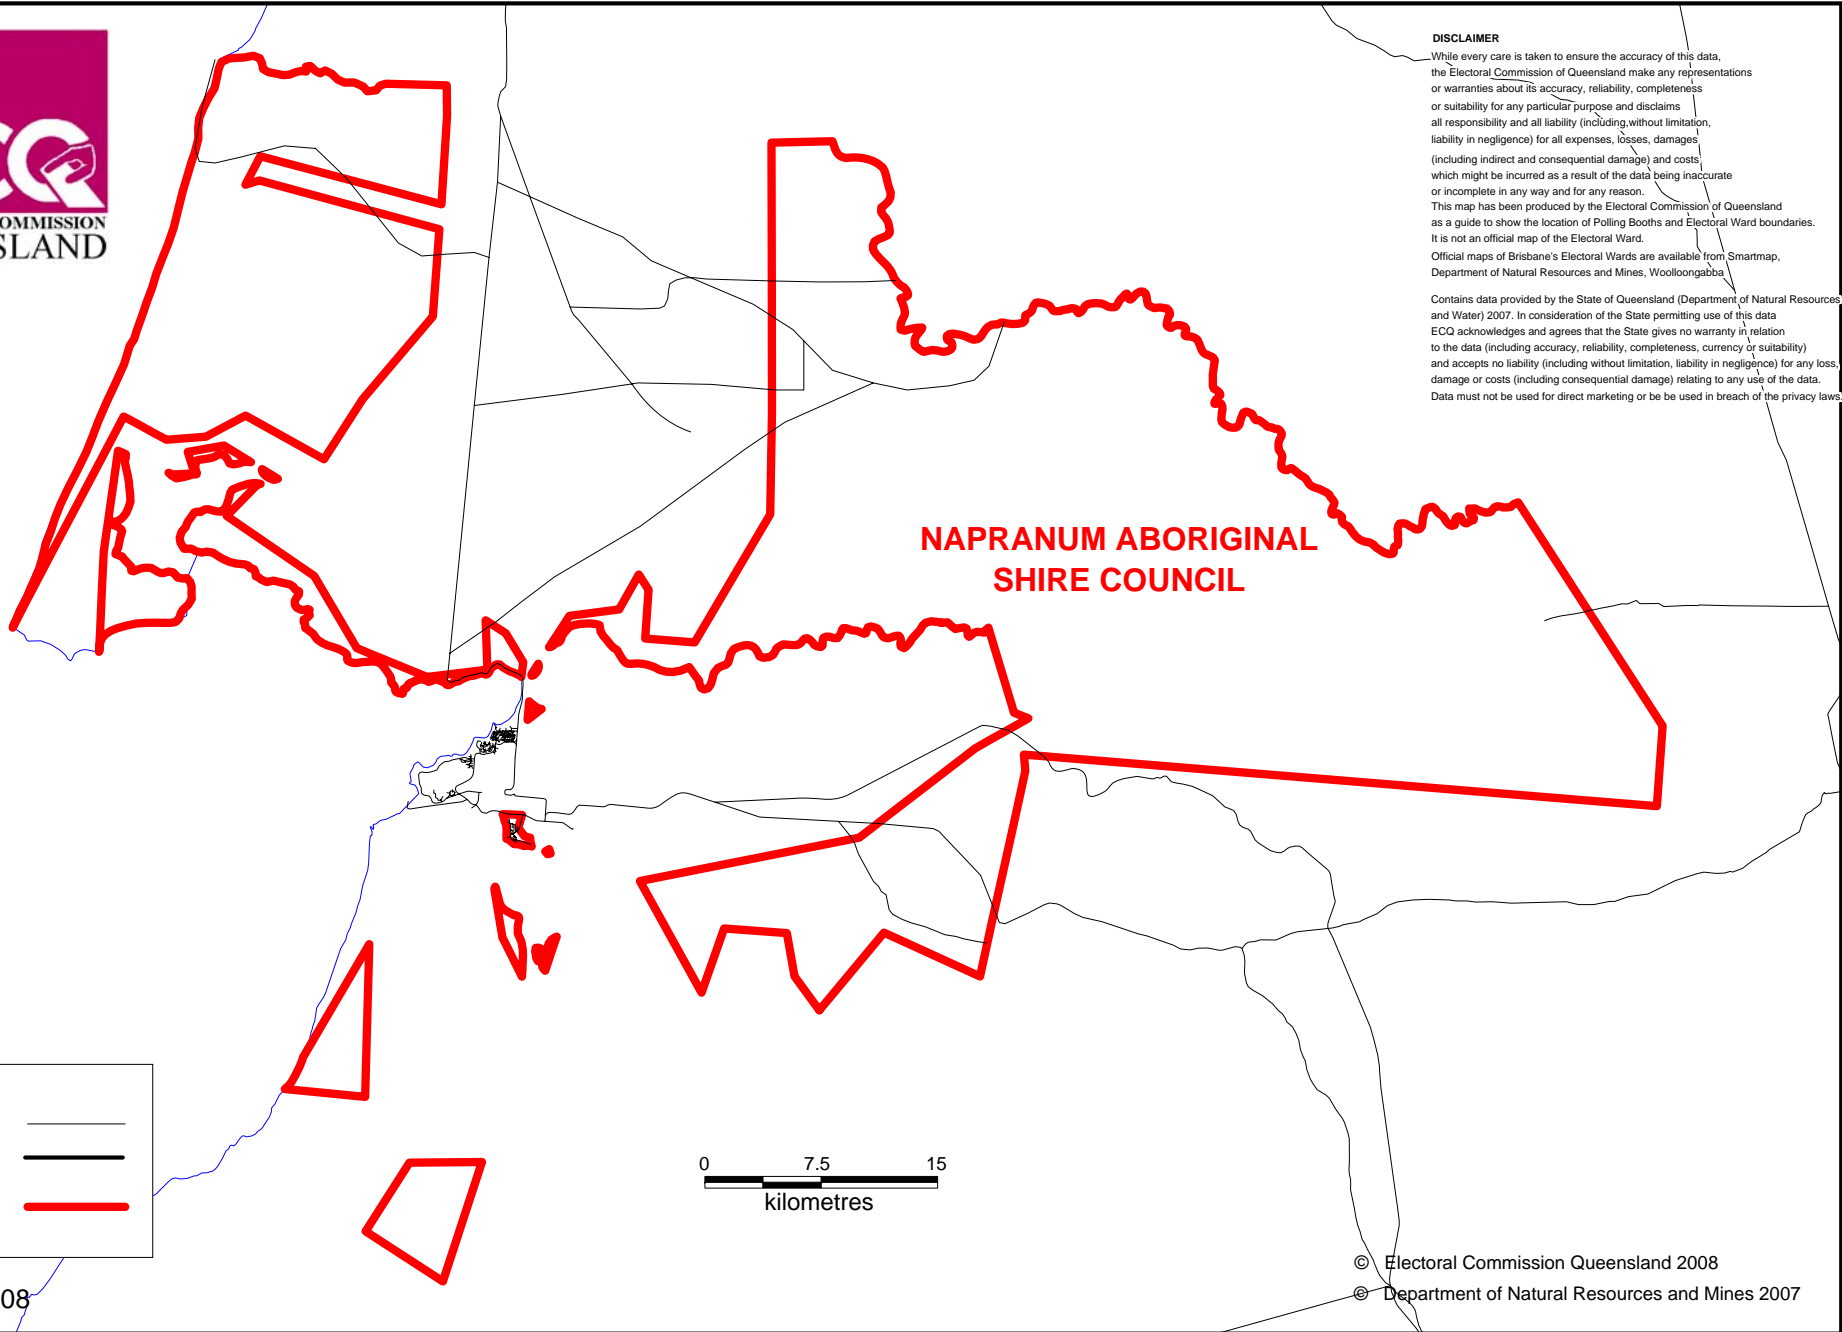 CQ
OMMISSION
SLAND
DISCLAIMER
While every care is taken to ensure the accuracy of this data,
the Electoral Commission of Queensland make any representations
or warranties about its accuracy, reliability, completeness
or suitability for any particular purpose and disclaims
all responsibility and all liability (including,without limitation,
liability in negligence) for all expenses, losses, damages
(including indirect and consequential damage) and costs
which might be incurred as a result of the data being inaccurate
or incomplete in any way and for any reason.
This map has been produced by the Electoral Commission of Queensland
as a guide to show the location of Polling Booths and Electoral Ward boundaries.
It is not an official map of the Electoral Ward.
Official maps of Brisbane's Electoral Wards are available from Smartmap,
Department of Natural Resources and Mines, Woolloongabba
Contains data provided by the State of Queensland (Department of Natural Resources
and Water) 2007. In consideration of the State permitting use of this data
ECQ acknowledges and agrees that the State gives no warranty in relation
to the data (including accuracy, reliability, completeness, currency or suitability)
and accepts no liability (including without limitation, liability in negligence) for any loss,
damage or costs (including consequential damage) relating to any use of the data.
Data must not be used for direct marketing or be be used in breach of the privacy laws.
NAPRANUM ABORIGINAL
SHIRE COUNCIL
0 7.5 15
kilometres
© Electoral Commission Queensland 2008
© Department of Natural Resources and Mines 2007
08